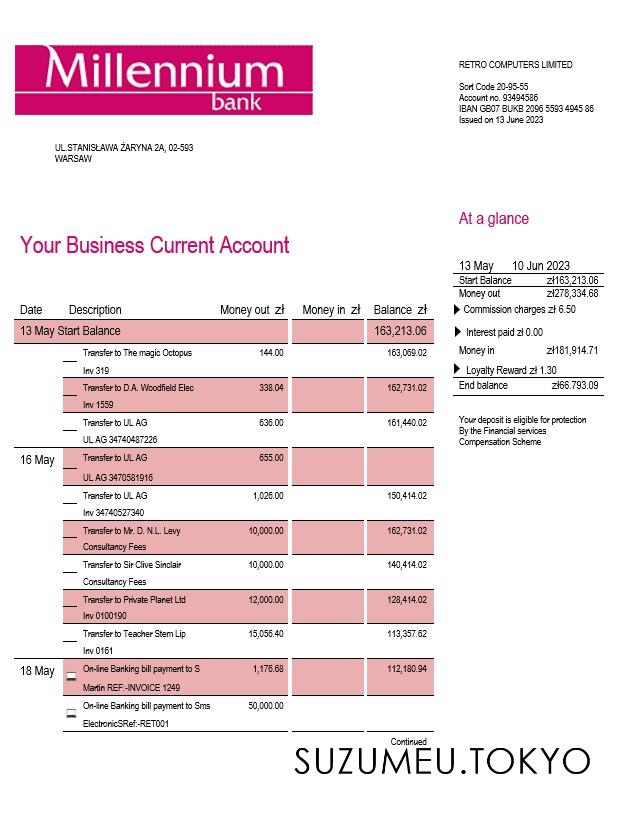 Millennium
bank
RETRO COMPUTERS LIMITED
Sort Code 20-95-55
Account no. 93494586
IBAN GB07 BUKB 2096 5593 4945 86
Issued on 13 June 2023
UL.STANISŁAWA ŻARYNA 2A, 02-593
WARSAW
At a glance
Your Business Current Account
13 May 10 Jun 2023
Start Balance zł163,213.06
Money out zł278,334.68
Commission charges zł 6.50
Interest paid zł 0.00
Money in zł181,914.71
Loyalty Reward zł 1.30
End balance zł66.793.09
Your deposit is eligible for protection
By the Financial services
Compensation Scheme
Date Description Money out zł Money in zł Balance zł
13 May Start Balance 163,213.06
Transfer to The magic Octopus 144.00 163,069.02
Inv 319
Transfer to D.A. Woodfield Elec 338.04 162,731.02
Inv 1559
Transfer to UL AG 636.00 161,440.02
UL AG 34740487226
16 May Transfer to UL AG 655.00
UL AG 3470581916
Transfer to UL AG 1,026.00 150,414.02
Inv 34740527340
Transfer to Mr. D. N.L. Levy 10,000.00 162,731.02
Consultancy Fees
Transfer to Sir Clive Sinclair 10,000.00 140,414.02
Consultancy Fees
Transfer to Private Planet Ltd 12,000.00 128,414.02
Inv 0100190
Transfer to Teacher Stem Lip 15,056.40 113,357.62
Inv 0161
18 May On-line Banking bill payment to S 1,176.68 112,180.94
Martin REF:-INVOICE 1249
On-line Banking bill payment to Sms 50,000.00
ElectronicSRef:-RET001
Continued
SUZUMEU.TOKYO